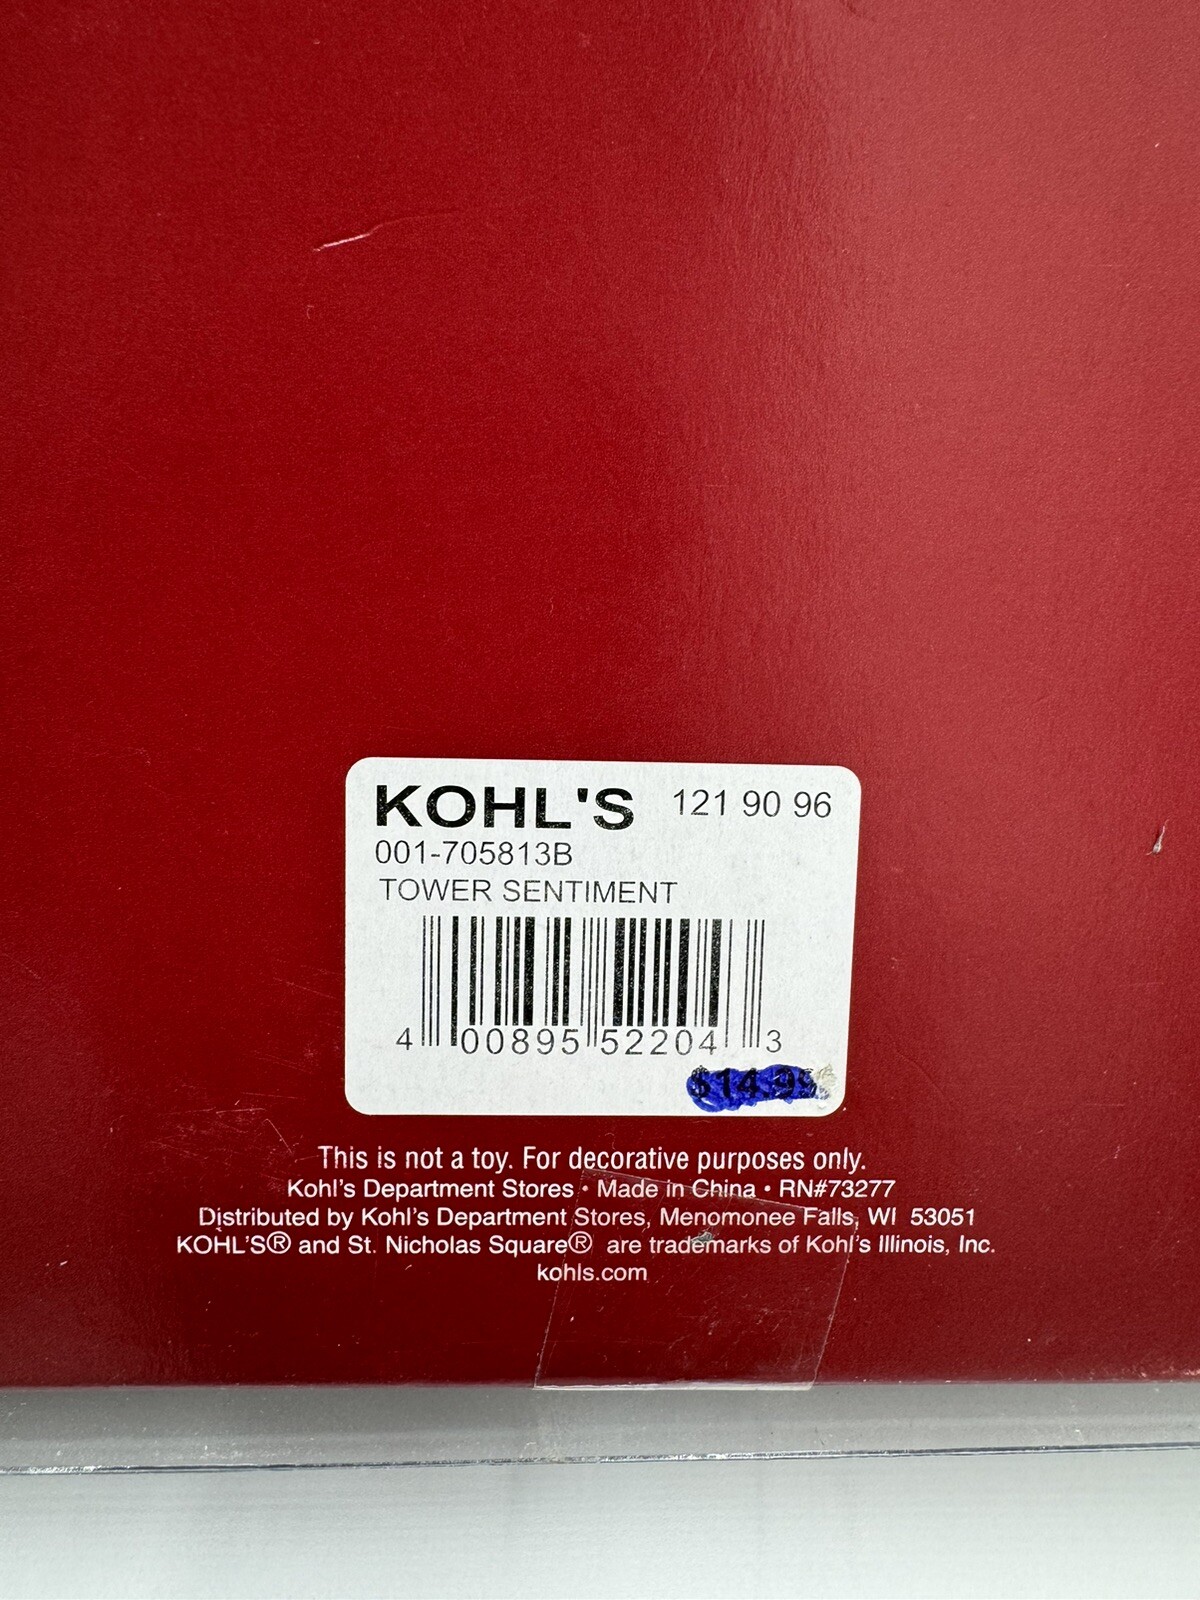 KOHL'S 121 90 96
001-705813B
TOWER SENTIMENT
4 00895 52204 3
$14.99
This is not a toy. For decorative purposes only.
Kohl's Department Stores • Made in China • RN#73277
Distributed by Kohl's Department Stores, Menomonee Falls, WI 53051
KOHL'S® and St. Nicholas Square® are trademarks of Kohl's Illinois, Inc.
kohls.com